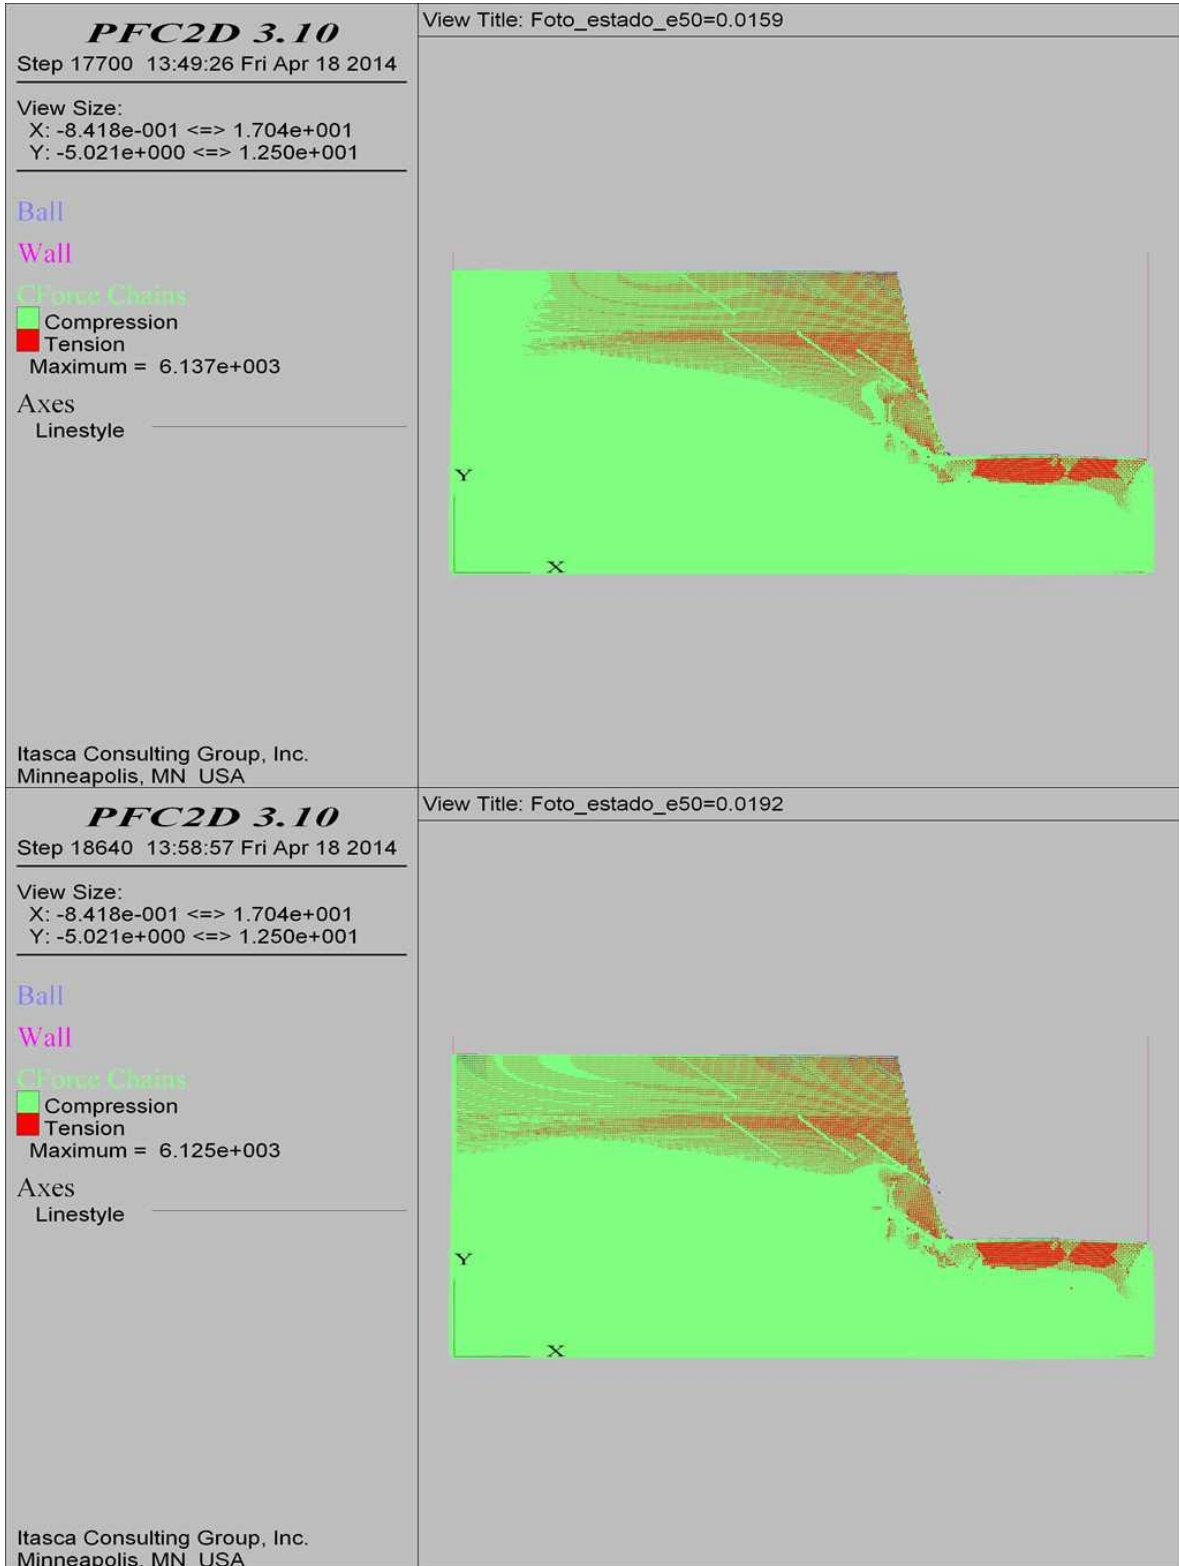 PFC2D 3.10
Step 17700 13:49:26 Fri Apr 18 2014
View Size:
X: -8.418e-001 <=> 1.704e+001
Y: -5.021e+000 <=> 1.250e+001
Ball
Wall
CForce Chains
Compression
Tension
Maximum = 6.137e+003
Axes
Linestyle
Itasca Consulting Group, Inc.
Minneapolis, MN USA
View Title: Foto_estado_e50=0.0159
Y
X
PFC2D 3.10
Step 18640 13:58:57 Fri Apr 18 2014
View Size:
X: -8.418e-001 <=> 1.704e+001
Y: -5.021e+000 <=> 1.250e+001
Ball
Wall
CForce Chains
Compression
Tension
Maximum = 6.125e+003
Axes
Linestyle
Itasca Consulting Group, Inc.
Minneapolis, MN USA
View Title: Foto_estado_e50=0.0192
Y
X